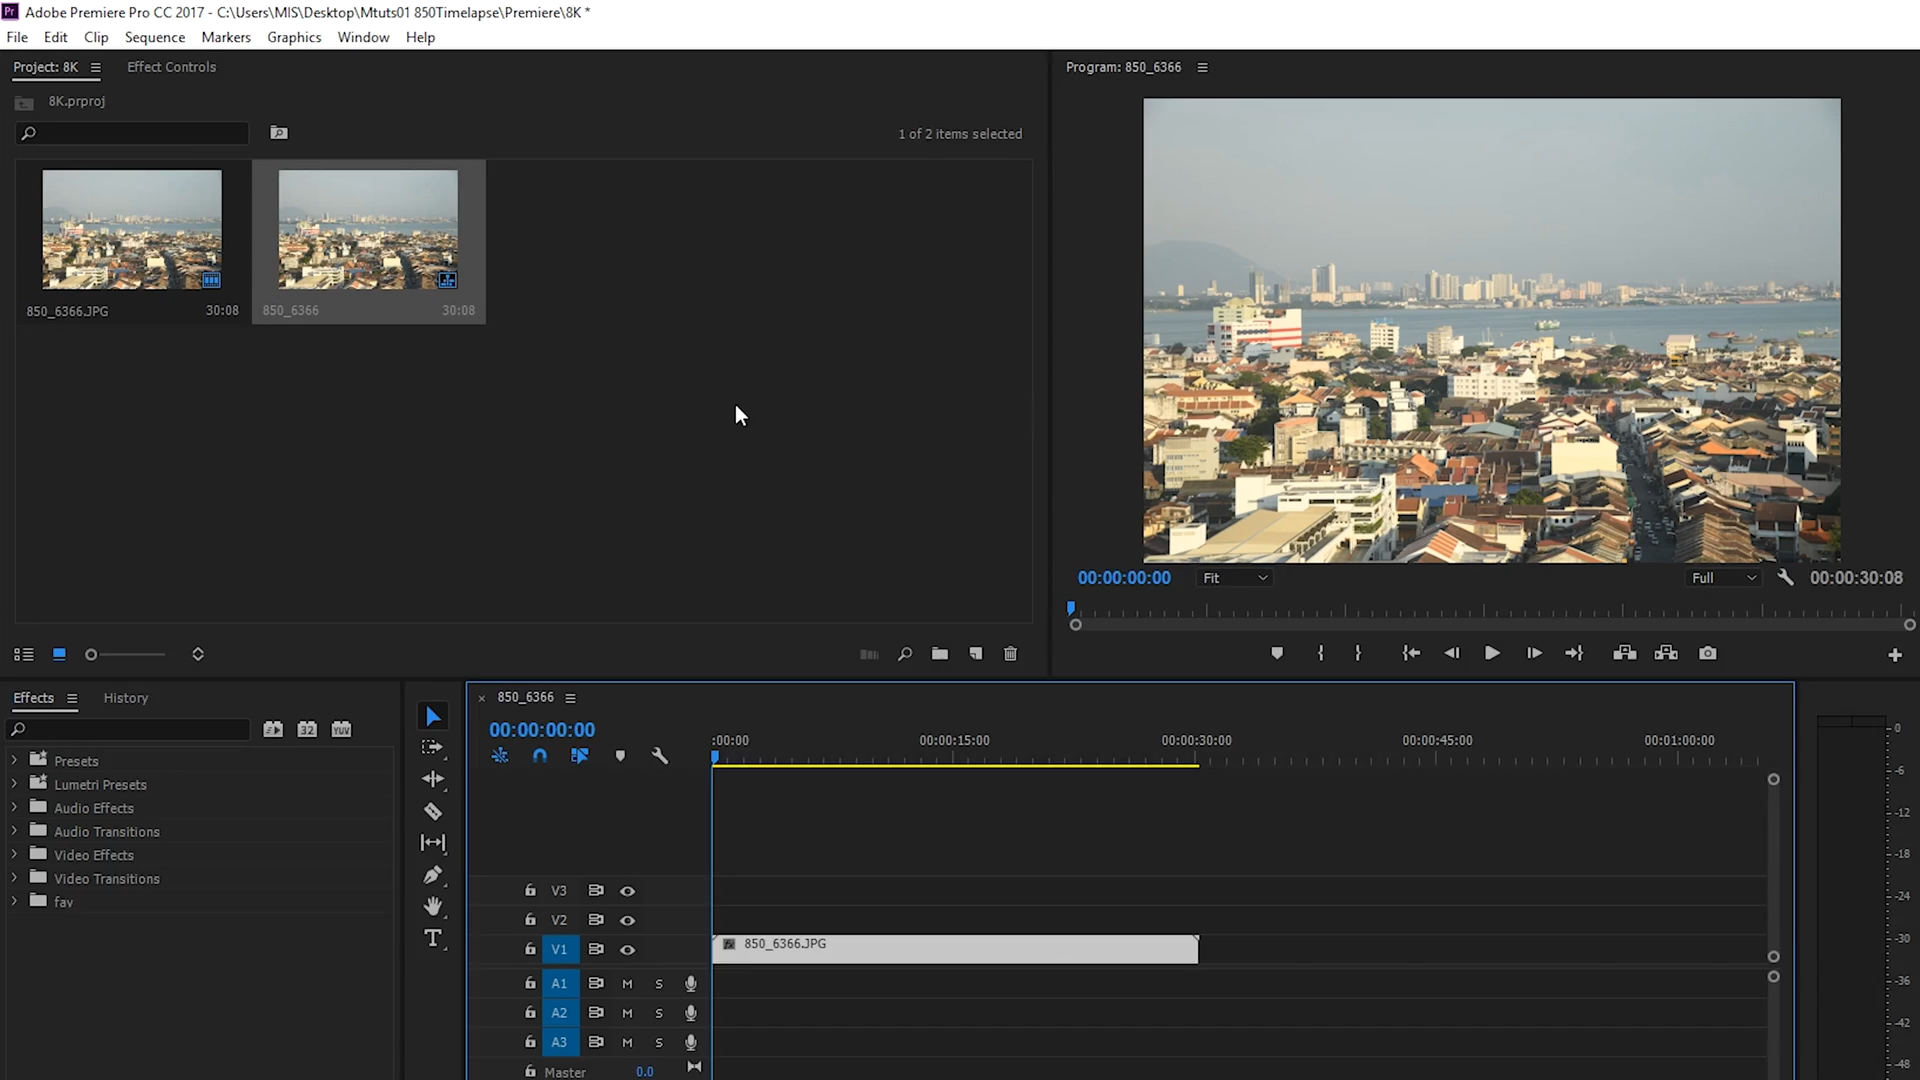 Pr Adobe Premiere Pro CC 2017 - C:\Users\MIS\Desktop\Mtuts01 850Timelapse\Premiere\8K *
File Edit Clip Sequence Markers Graphics Window Help
Project: 8K Effect Controls
8K.prproj
1 of 2 items selected
850_6366.JPG 30:08
850_6366 30:08
Program: 850_6366
00:00:00:00 Fit Full 00:00:30:08
Effects History
32 YUV
Presets
Lumetri Presets
Audio Effects
Audio Transitions
Video Effects
Video Transitions
fav
× 850_6366
00:00:00:00
:00:00 00:00:15:00 00:00:30:00 00:00:45:00 00:01:00:00
V3
V2
V1 fx 850_6366.JPG
A1 M S
A2 M S
A3 M S
Master 0.0
0
-6
-12
-18
-24
-30
-36
-42
-48